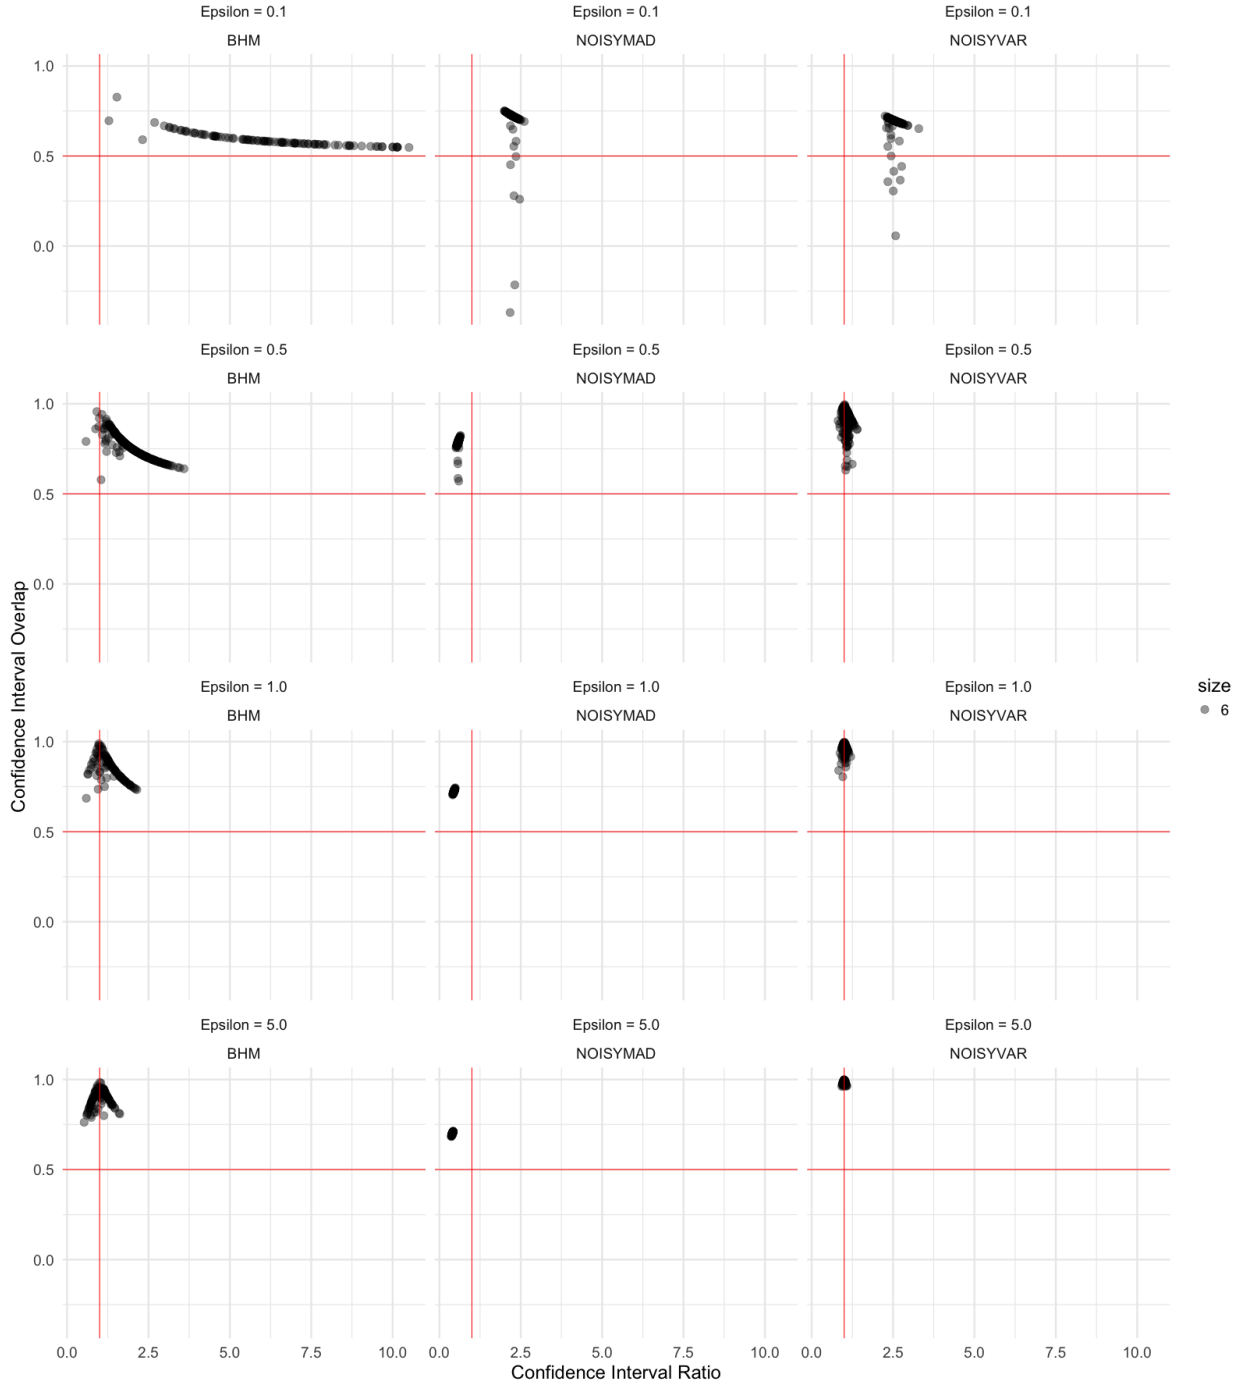 Epsilon = 0.1
Epsilon = 0.1
Epsilon = 0.1
BHM
NOISYMAD
NOISYVAR
1.0
0.5
0.0
Epsilon = 0.5
Epsilon = 0.5
Epsilon = 0.5
BHM
NOISYMAD
NOISYVAR
1.0
0.5
0.0
Confidence Interval Overlap
Epsilon = 1.0
Epsilon = 1.0
Epsilon = 1.0
BHM
NOISYMAD
NOISYVAR
size
6
1.0
0.5
0.0
Epsilon = 5.0
Epsilon = 5.0
Epsilon = 5.0
BHM
NOISYMAD
NOISYVAR
1.0
0.5
0.0
0.0 2.5 5.0 7.5 10.0 0.0 2.5 5.0 7.5 10.0 0.0 2.5 5.0 7.5 10.0
Confidence Interval Ratio